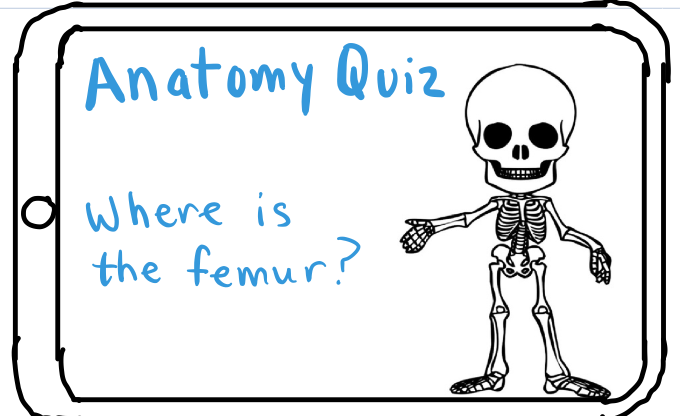 Anatomy Quiz
Where is
the femur?